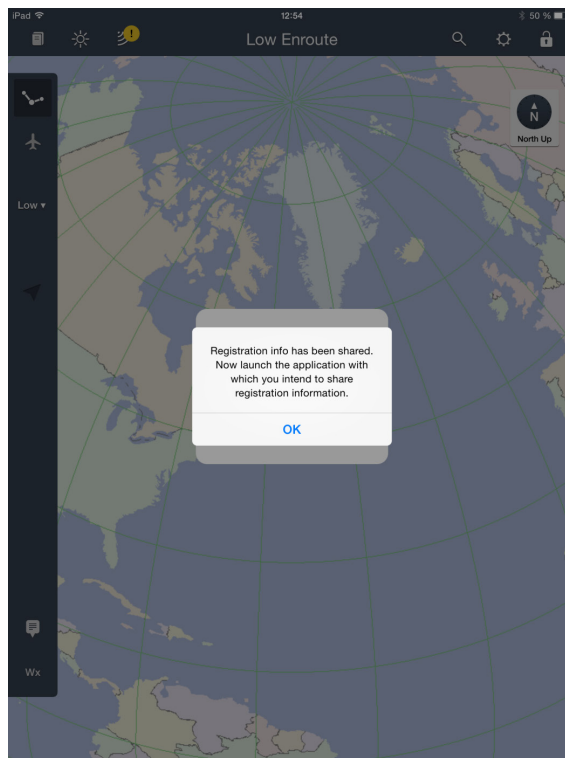 iPad 12:54 50 %
!
Low Enroute
N
North Up
Low ▾
Registration info has been shared.
Now launch the application with
which you intend to share
registration information.
OK
Wx